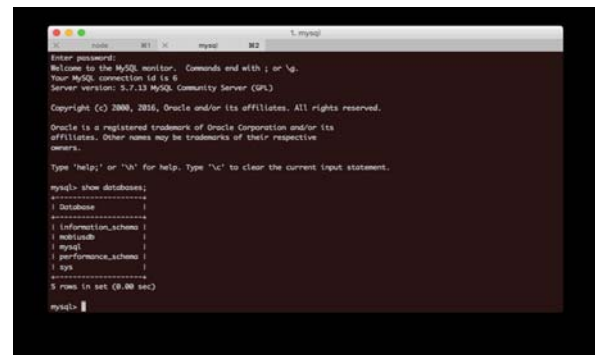 1. mysql
node ⌘1 mysql ⌘2
Enter password:
Welcome to the MySQL monitor.  Commands end with ; or \g.
Your MySQL connection id is 6
Server version: 5.7.13 MySQL Community Server (GPL)
Copyright (c) 2000, 2016, Oracle and/or its affiliates. All rights reserved.
Oracle is a registered trademark of Oracle Corporation and/or its
affiliates. Other names may be trademarks of their respective
owners.
Type 'help;' or '\h' for help. Type '\c' to clear the current input statement.
mysql> show databases;
+--------------------+
| Database           |
+--------------------+
| information_schema |
| mobiusdb           |
| mysql              |
| performance_schema |
| sys                |
+--------------------+
5 rows in set (0.00 sec)
mysql>